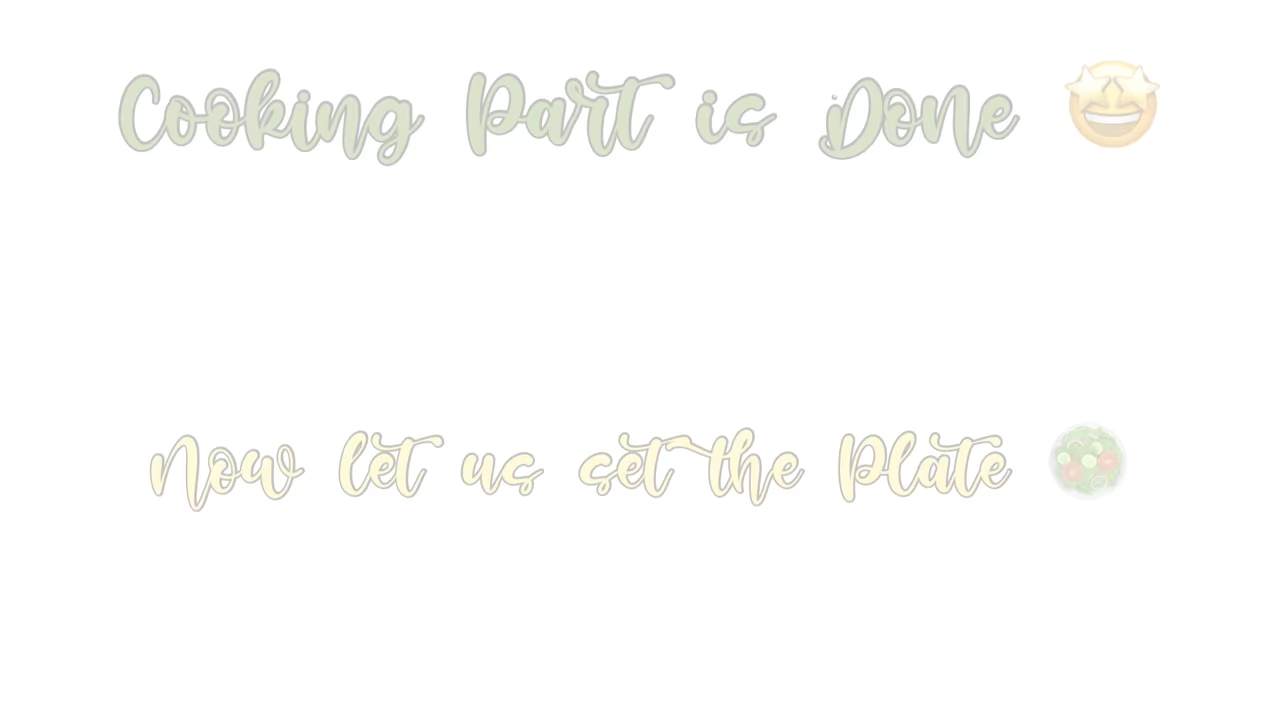 Cooking Part is Done 🤩
Now let us set the Plate 🥗